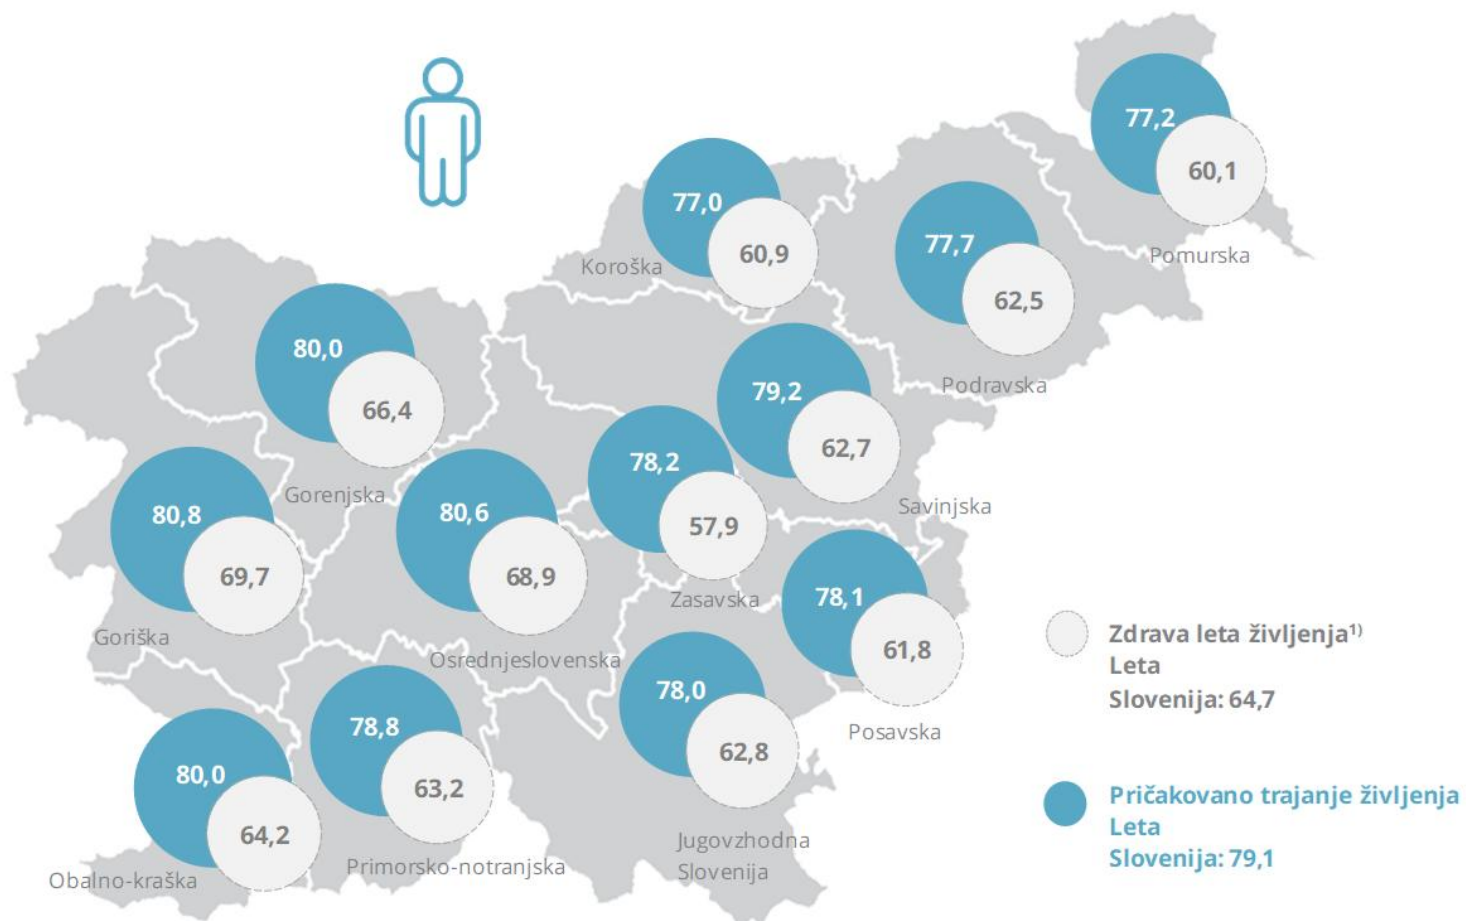 77,2
60,1
Pomurska
77,0
60,9
Koroška
77,7
62,5
Podravska
80,0
66,4
Gorenjska
79,2
62,7
Savinjska
78,2
57,9
Zasavska
80,8
69,7
Goriška
80,6
68,9
Osrednjeslovenska
78,1
61,8
Posavska
78,0
62,8
Jugovzhodna
Slovenija
78,8
63,2
Primorsko-notranjska
80,0
64,2
Obalno-kraška
Zdrava leta življenja¹⁾
Leta
Slovenija: 64,7
Pričakovano trajanje življenja
Leta
Slovenija: 79,1